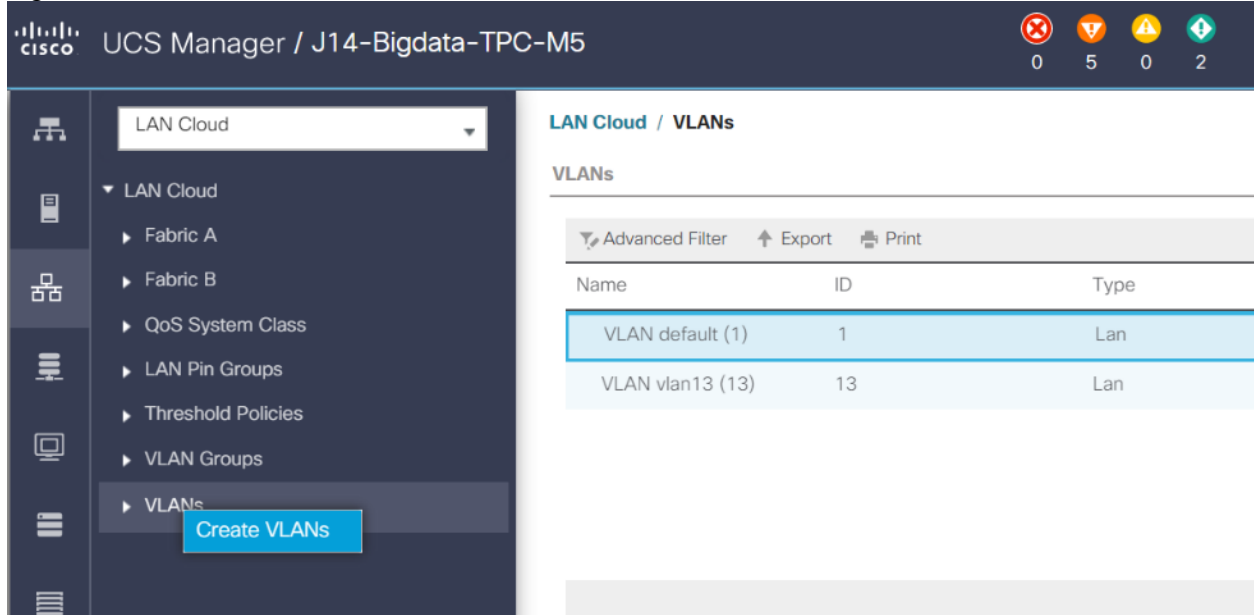 cisco UCS Manager / J14-Bigdata-TPC-M5
0 5 0 2
LAN Cloud
LAN Cloud
Fabric A
Fabric B
QoS System Class
LAN Pin Groups
Threshold Policies
VLAN Groups
VLANs
Create VLANs
LAN Cloud / VLANs
VLANs
Advanced Filter Export Print
Name ID Type
VLAN default (1) 1 Lan
VLAN vlan13 (13) 13 Lan